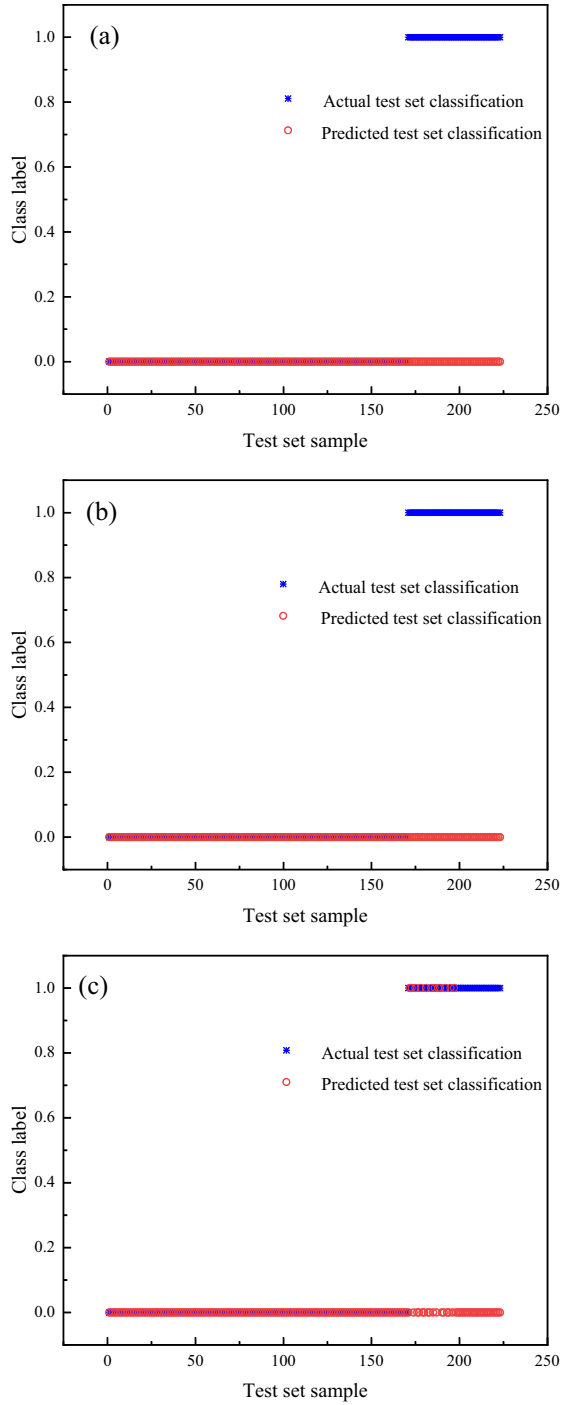 (a)
1.0
0.8
0.6
0.4
0.2
0.0
Class label
Actual test set classification
Predicted test set classification
0 50 100 150 200 250
Test set sample
(b)
1.0
0.8
0.6
0.4
0.2
0.0
Class label
Actual test set classification
Predicted test set classification
0 50 100 150 200 250
Test set sample
(c)
1.0
0.8
0.6
0.4
0.2
0.0
Class label
Actual test set classification
Predicted test set classification
0 50 100 150 200 250
Test set sample